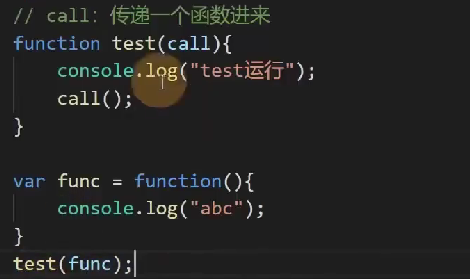 // call: 传递一个函数进来
function test(call){
    console.log("test运行");
    call();
}

var func = function(){
    console.log("abc");
}
test(func);